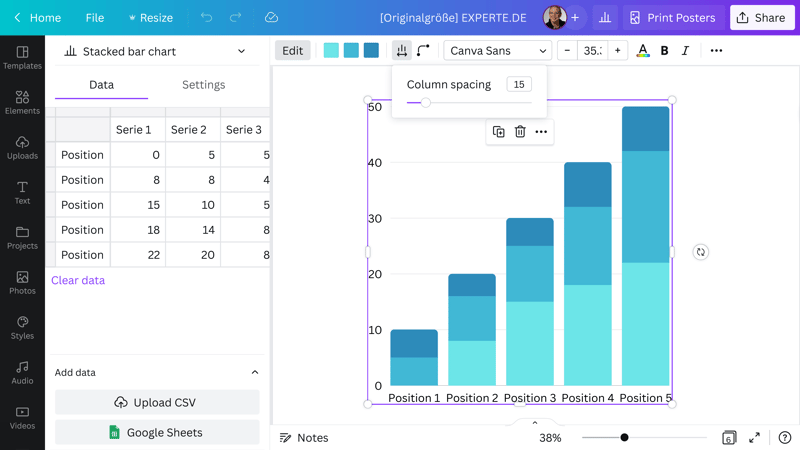 Home File Resize [Originalgröße] EXPERTE.DE Print Posters Share
Templates
Elements
Uploads
Text
Projects
Photos
Styles
Audio
Videos
Stacked bar chart
Data Settings
Serie 1 Serie 2 Serie 3
Position 0 5 5
Position 8 8 4
Position 15 10 5
Position 18 14 8
Position 22 20 8
Clear data
Add data
Upload CSV
Google Sheets
Edit Canva Sans − 35.: + A B I
Column spacing 15
50
40
30
20
10
0
Position 1 Position 2 Position 3 Position 4 Position 5
Notes 38% 6 ?